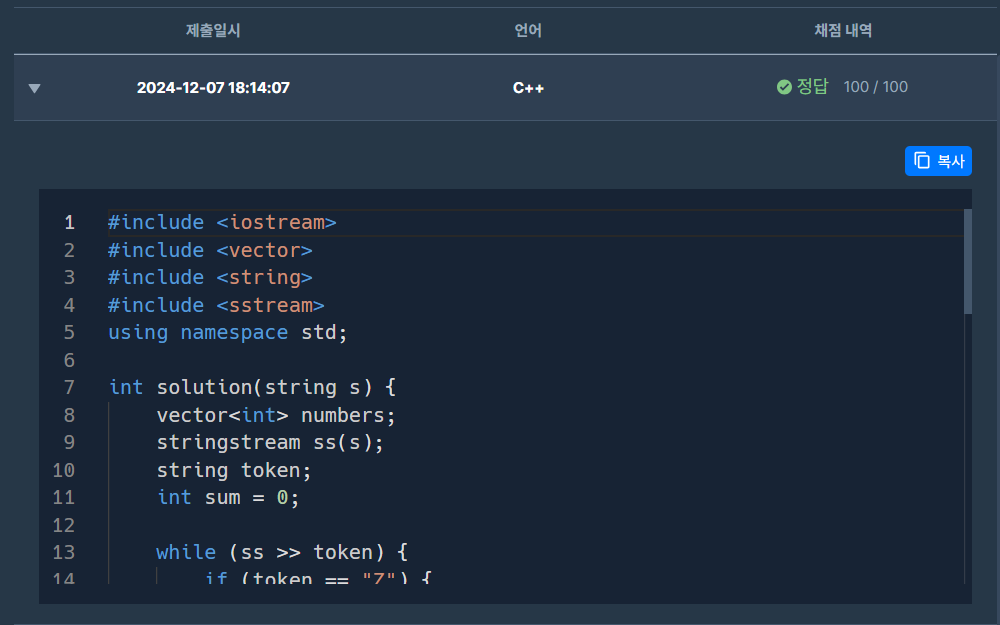 제출일시 언어 채점 내역
▼ 2024-12-07 18:14:07 C++ 정답 100 / 100
복사
1 #include <iostream>
2 #include <vector>
3 #include <string>
4 #include <sstream>
5 using namespace std;
6
7 int solution(string s) {
8     vector<int> numbers;
9     stringstream ss(s);
10     string token;
11     int sum = 0;
12
13     while (ss >> token) {
14         if (token == "Z") {